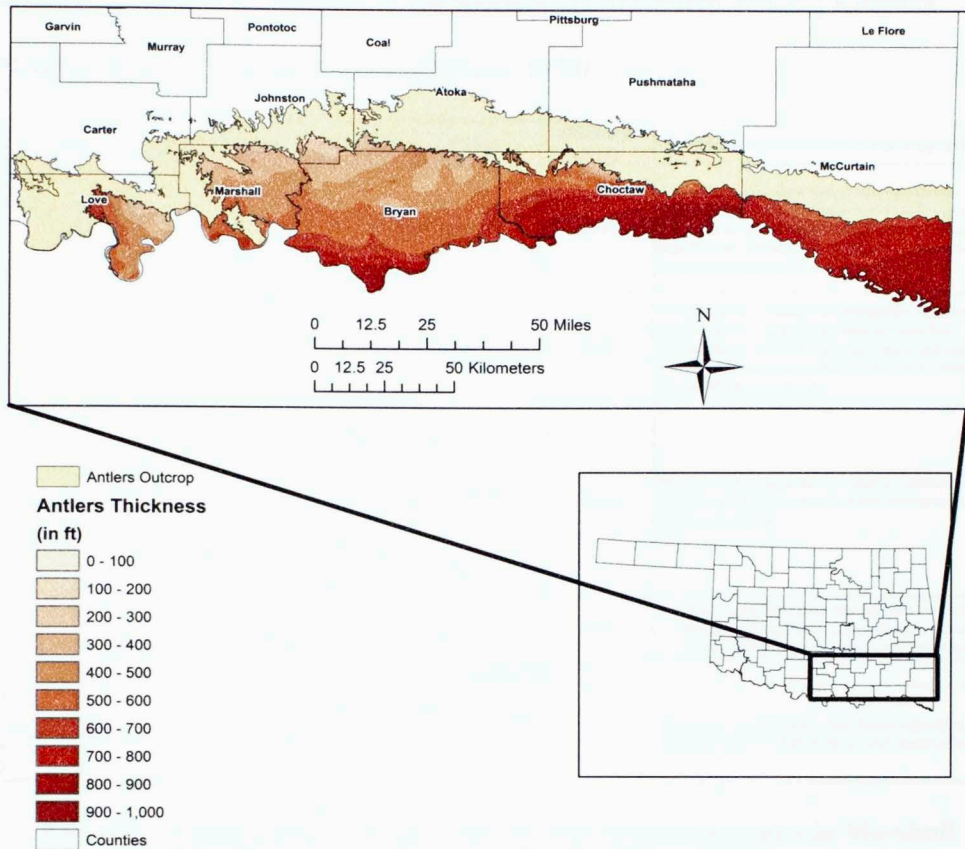 Garvin
Pontotoc
Pittsburg
Le Flore
Murray
Coal
Pushmataha
Johnston
Atoka
Carter
McCurtain
Love
Marshall
Choctaw
Bryan
0 12.5 25 50 Miles
0 12.5 25 50 Kilometers
N
Antlers Outcrop
Antlers Thickness
(in ft)
0 - 100
100 - 200
200 - 300
300 - 400
400 - 500
500 - 600
600 - 700
700 - 800
800 - 900
900 - 1,000
Counties